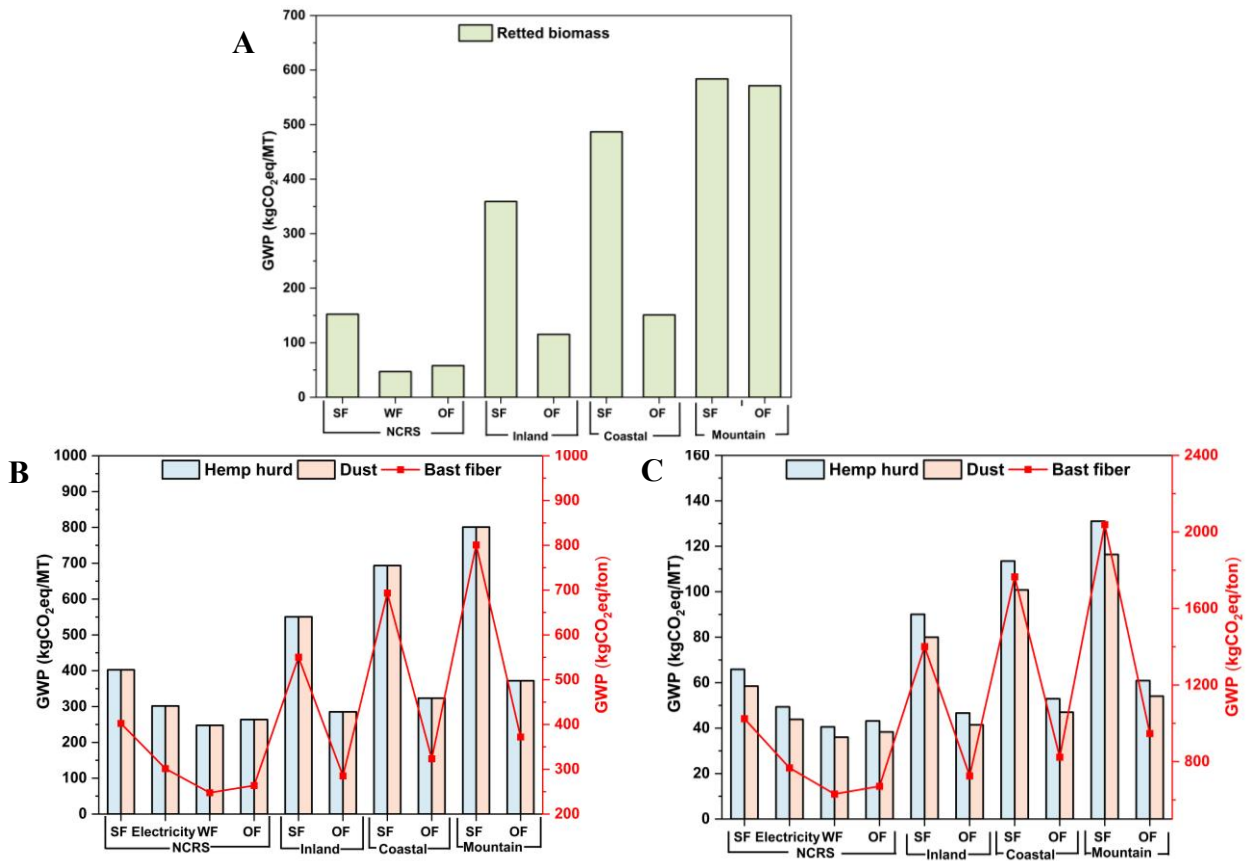 A
Retted biomass
GWP (kgCO₂eq/MT)
700
600
500
400
300
200
100
0
SF WF OF SF OF SF OF SF OF
NCRS Inland Coastal Mountain
B
Hemp hurd Dust Bast fiber
GWP (kgCO₂eq/MT)
1000
900
800
700
600
500
400
300
200
100
0
GWP (kgCO₂eq/ton)
1000
900
800
700
600
500
400
300
200
SF Electricity WF OF SF OF SF OF SF OF
NCRS Inland Coastal Mountain
C
Hemp hurd Dust Bast fiber
GWP (kgCO₂eq/MT)
160
140
120
100
80
60
40
20
0
GWP (kgCO₂eq/ton)
2400
2000
1600
1200
800
SF Electricity WF OF SF OF SF OF SF OF
NCRS Inland Coastal Mountain